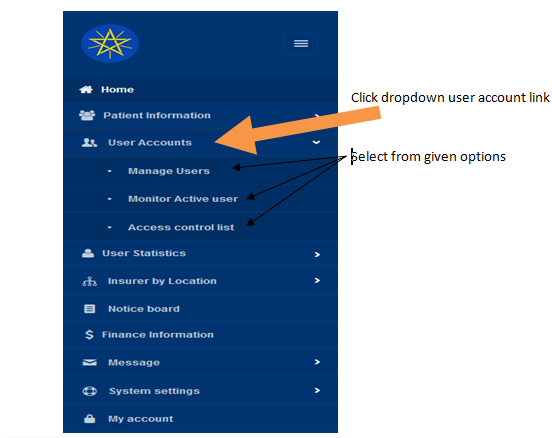 Home
Click dropdown user account link
Patient Information
User Accounts
Select from given options
Manage Users
Monitor Active user
Access control list
User Statistics
Insurer by Location
Notice board
$ Finance Information
Message
System settings
My account